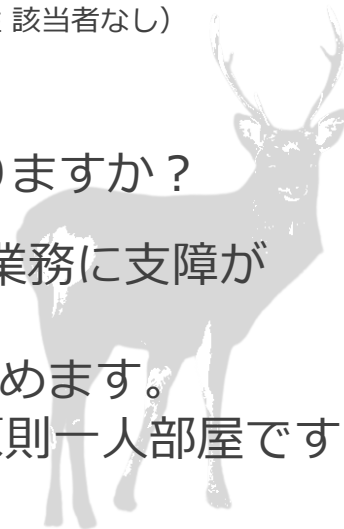 該当者なし）
りますか？
業務に支障が
めます。
原則一人部屋です